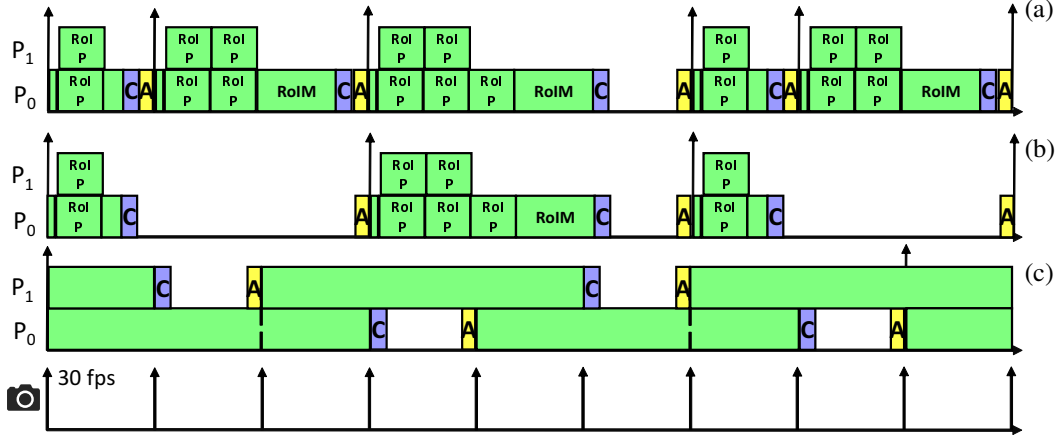 (a)
P1
RoI P RoI P RoI P RoI P RoI P RoI P RoI P RoI P
P0
RoI P C A RoI P RoI P RoIM C A RoI P RoI P RoI P RoIM C A RoI P C A RoI P RoI P RoIM C A
(b)
P1
RoI P RoI P RoI P RoI P
P0
RoI P C A RoI P RoI P RoI P RoIM C A RoI P C A
(c)
P1
C A C A
P0
C A C A
30 fps